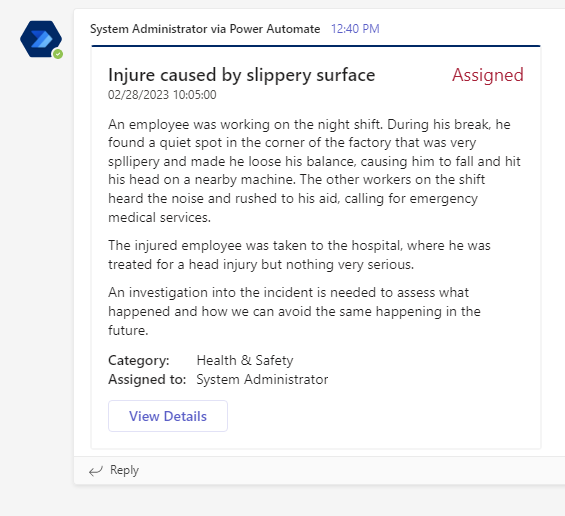 System Administrator via Power Automate 12:40 PM
Injure caused by slippery surface Assigned
02/28/2023 10:05:00
An employee was working on the night shift. During his break, he
found a quiet spot in the corner of the factory that was very
spllipery and made he loose his balance, causing him to fall and hit
his head on a nearby machine. The other workers on the shift
heard the noise and rushed to his aid, calling for emergency
medical services.
The injured employee was taken to the hospital, where he was
treated for a head injury but nothing very serious.
An investigation into the incident is needed to assess what
happened and how we can avoid the same happening in the
future.
Category: Health & Safety
Assigned to: System Administrator
View Details
Reply